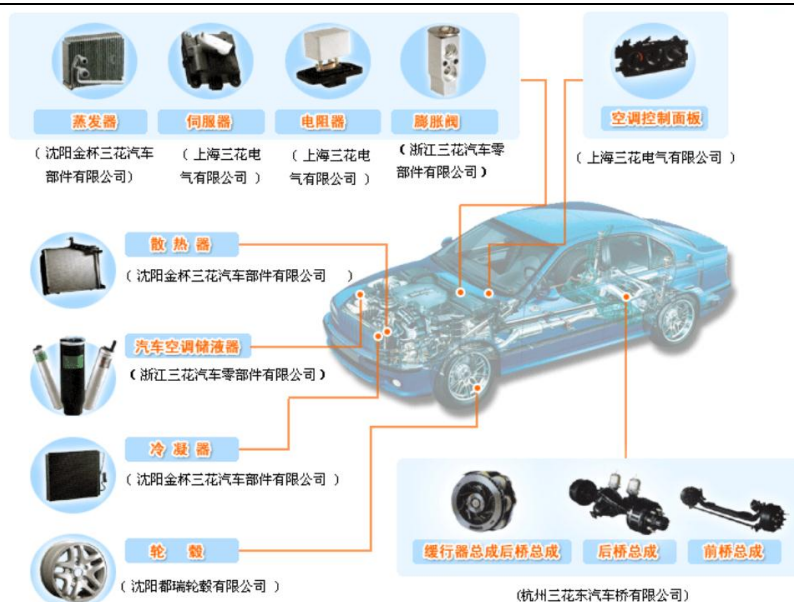 蒸发器
伺服器
电阻器
膨胀阀
空调控制面板
（沈阳金杯三花汽车
部件有限公司）
（上海三花电
气有限公司 ）
（上海三花电
气有限公司 ）
（浙江三花汽车零
部件有限公司）
（ 上海三花电气有限公司 ）
散 热 器
（ 沈阳金杯三花汽车部件有限公司 ）
汽车空调储液器
（ 浙江三花汽车零部件有限公司 ）
冷 凝 器
（ 沈阳金杯三花汽车部件有限公司 ）
轮 毂
（ 沈阳都瑞轮毂有限公司 ）
缓行器总成后桥总成
后桥总成
前桥总成
(杭州三花东汽车桥有限公司)